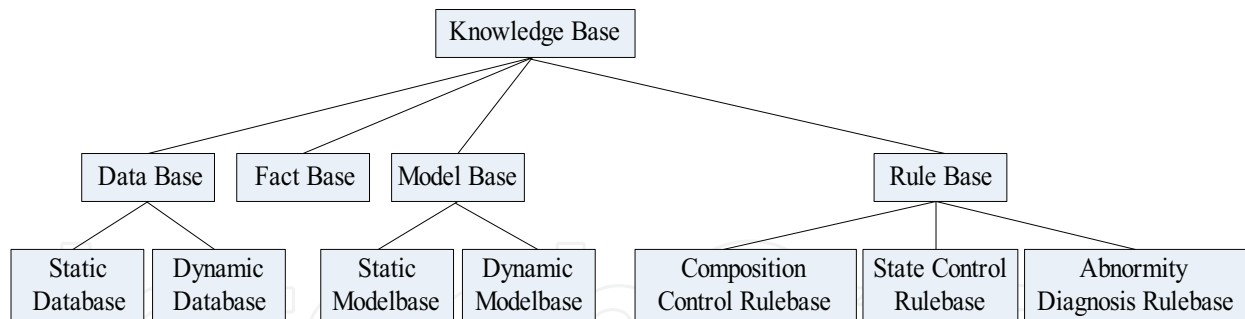 Knowledge Base
Data Base
Fact Base
Model Base
Rule Base
Static
Database
Dynamic
Database
Static
Modelbase
Dynamic
Modelbase
Composition
Control Rulebase
State Control
Rulebase
Abnormity
Diagnosis Rulebase